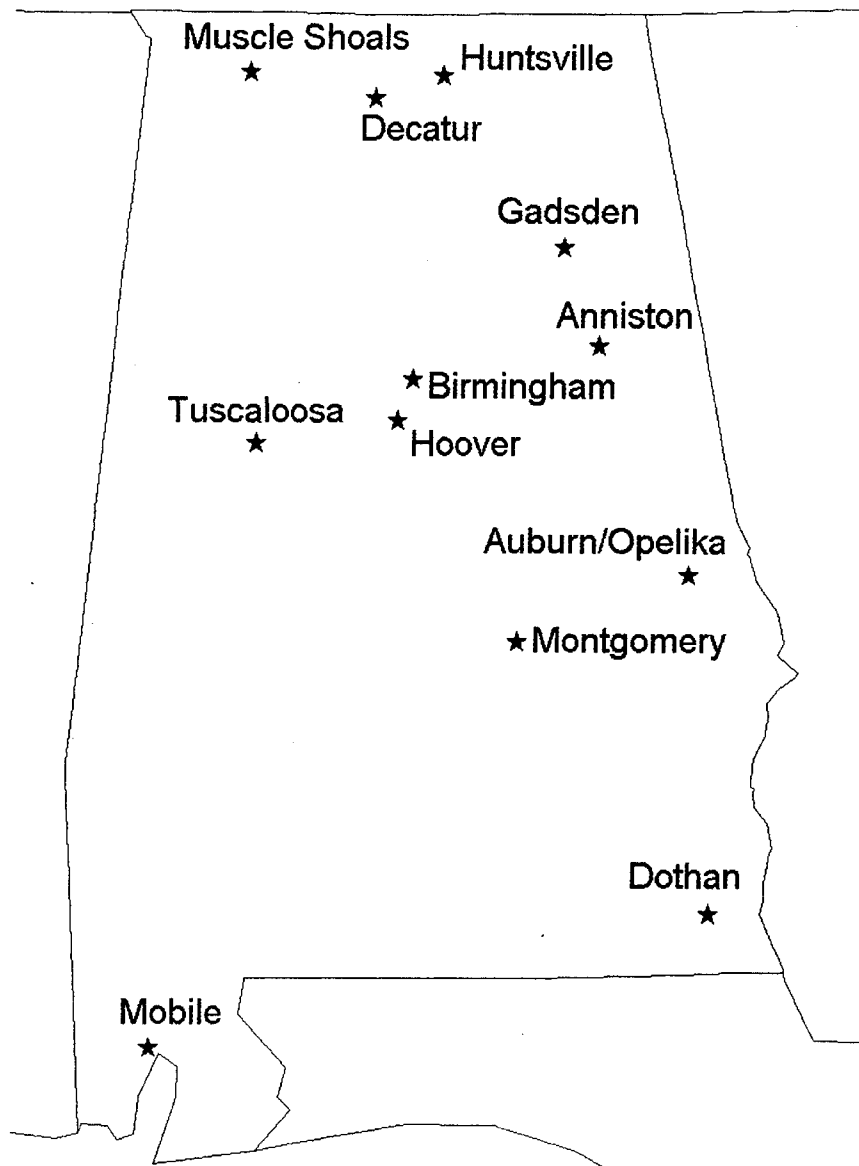 Muscle Shoals
Huntsville
Decatur
Gadsden
Anniston
Birmingham
Tuscaloosa
Hoover
Auburn/Opelika
Montgomery
Dothan
Mobile